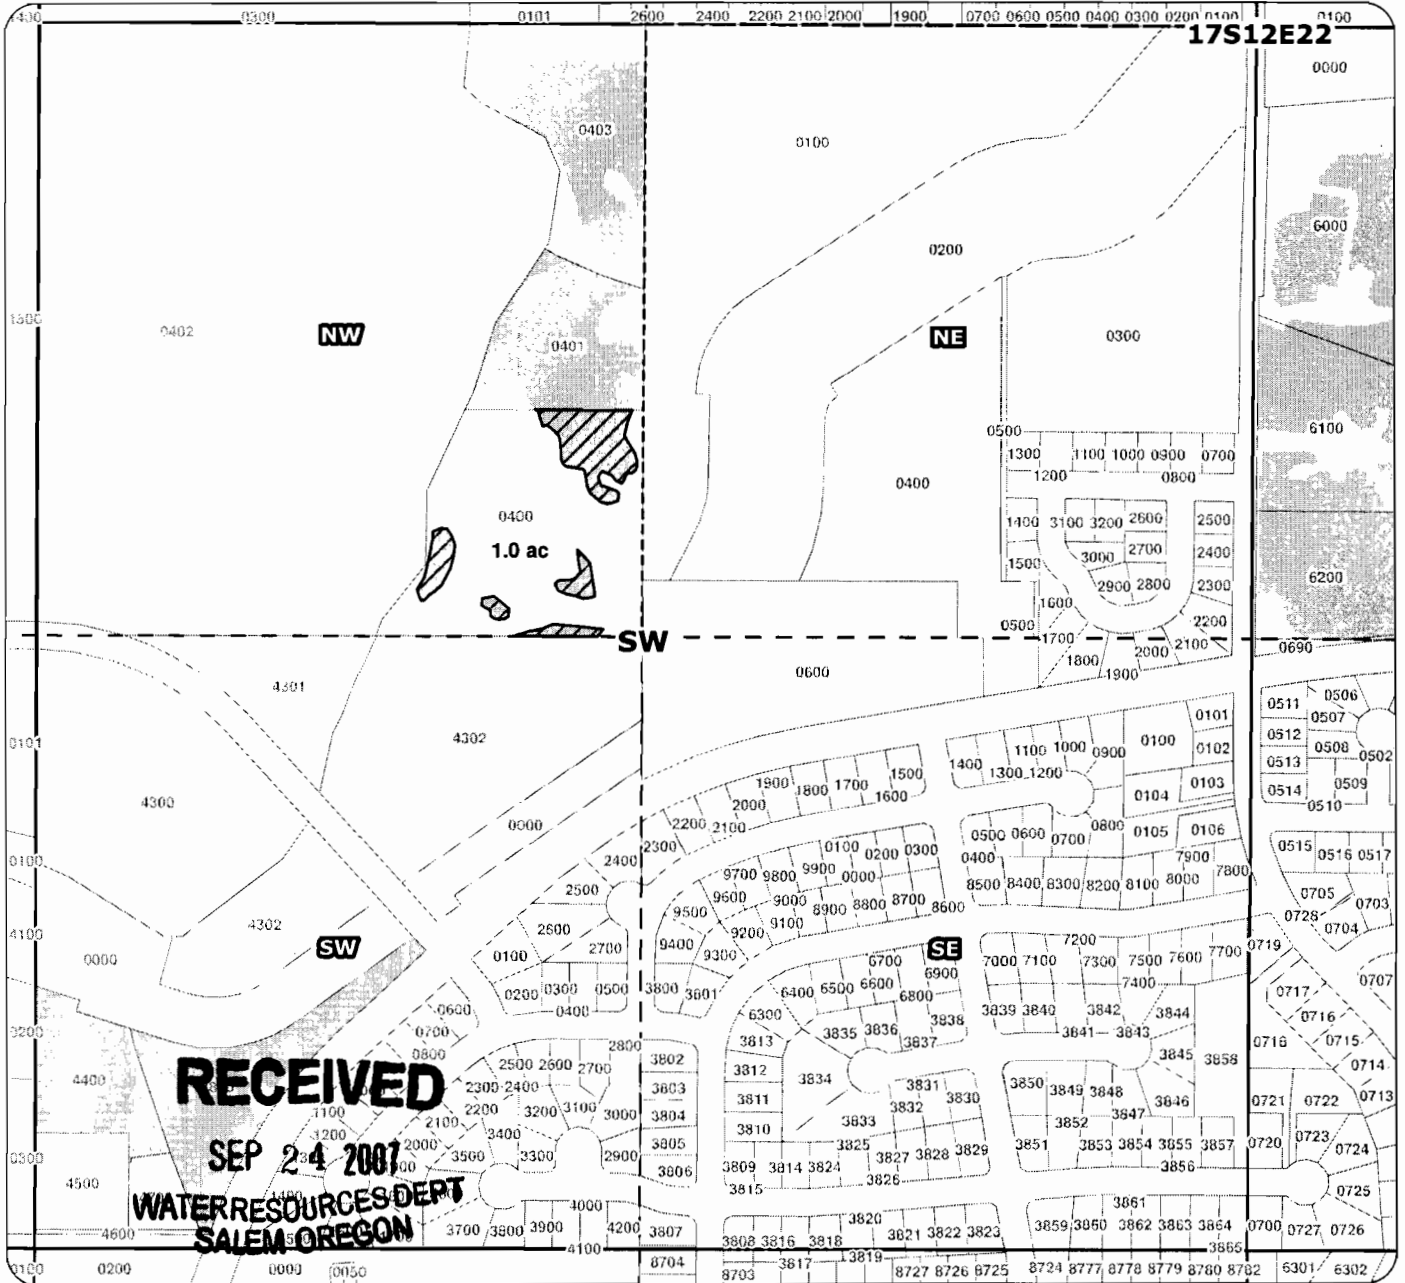 1400 0300 0101 2600 2400 2200 2100 2000 1900 0700 0600 0500 0400 0300 0200 0100 0100
17S12E22
0000
0403
0100
6000
0200
1300 0402 NW 0401 NE 0300
0500 6100
1300 1100 1000 0900 0700
1200 0800
0400
0400 1400 3100 3200 2600 2500
1.0 ac 3000 2700 2400
1500
2900 2800 2300 6200
1600
0500 2200
SW 1700 2100 0690
0600 1800 2000
1900
4301 0511 0506
0507
4302 0101 0512
0101 1100 1000 0900 0100 0102 0508 0502
1400 1300 1200 0513
1900 1800 1700 1500 0103 0509
4300 2000 1600 0104 0514 0510
0000 2200 2100 0800 0105 0106
2300 0500 0600 0700 0515 0516 0517
0100 2400 0100 0200 0300 0400 7900
9700 9800 9900 0000 8500 8400 8300 8200 8100 8000 7800
2500 9600 9000 8900 8800 8700 8600 0705 0703
9500 9100 0728
4302 2600 9200 0704
4100 SW 2700 9400 9300 SE 7200 0719
0000 0100 6700 7000 7100 7300 7500 7600 7700
0200 0300 0500 3800 3801 6400 6500 6600 6900 7400 0707
0400 6800 0717
0600 6300 3839 3840 3842 3844 0716
3200 0700 3813 3835 3836 3838 3841 3843 0716 0715
0800 2800 3802 3837 3845 3858 0714
4400 RECEIVED 2500 2600 2700 3812 3834
2300 2400 3803 3831 3830 3850 3849 3848 0713
1100 2200 3200 3100 3000 3804 3811 3832 3847 3846 0721 0722
2100 3810 3833 3852
1200 2000 3400 3805 3825 3851 3853 3854 3855 3857 0720 0723 0724
0300 SEP 24 2007 3500 3300 2900 3806 3809 3814 3824 3827 3828 3829 3856
4500 3815 3826 0725
WATER RESOURCES DEPT
4000 3861
4600 SALEM OREGON 3700 3800 3900 4200 3807 3808 3816 3818 3820 3821 3822 3823 3859 3860 3862 3863 3864 0700 0727 0726
4100 3817 3819 3865
0100 0200 0000 0050 8704 8703 8727 8726 8725 8724 8777 8778 8779 8780 8782 6301 6302